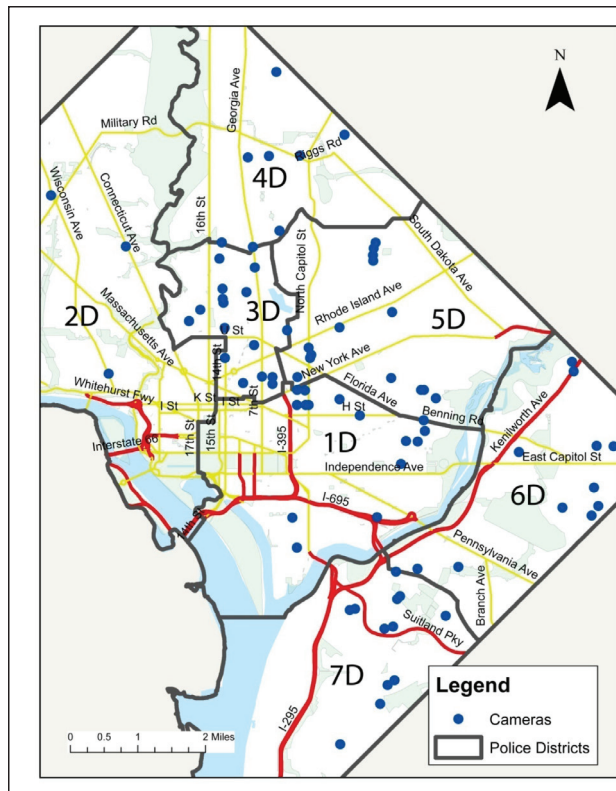 N
Military Rd
Georgia Ave
Riggs Rd
4D
Wisconsin Ave
Connecticut Ave
16th St
North Capitol St
South Dakota Ave
Massachusetts Ave
2D
3D
Rhode Island Ave
5D
U St
14th St
New York Ave
Whitehurst Fwy
K St
I St
I St
7th St
Florida Ave
H St
Benning Rd
Kenilworth Ave
Interstate 66
17th St
15th St
I-395
1D
Independence Ave
East Capitol St
6D
I-695
14th St
Pennsylvania Ave
Branch Ave
Suitland Pky
7D
I-295
Legend
Cameras
Police Districts
0 0.5 1 2 Miles